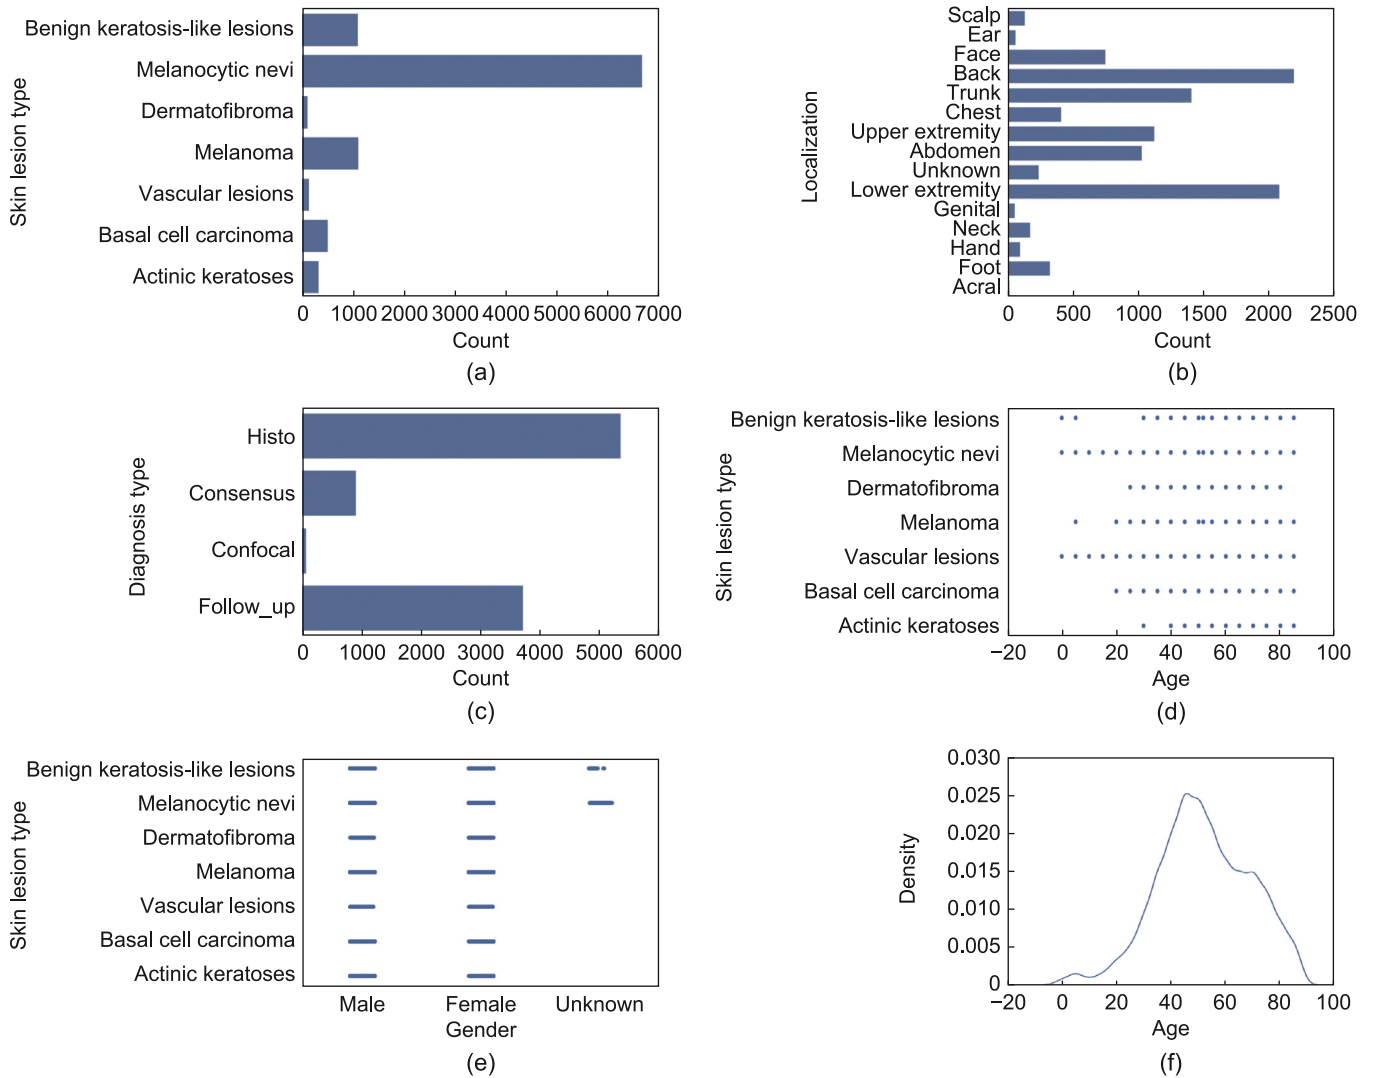 Skin lesion type
Benign keratosis-like lesions
Melanocytic nevi
Dermatofibroma
Melanoma
Vascular lesions
Basal cell carcinoma
Actinic keratoses
0 1000 2000 3000 4000 5000 6000 7000
Count
(a)
Localization
Scalp
Ear
Face
Back
Trunk
Chest
Upper extremity
Abdomen
Unknown
Lower extremity
Genital
Neck
Hand
Foot
Acral
0 500 1000 1500 2000 2500
Count
(b)
Diagnosis type
Histo
Consensus
Confocal
Follow_up
0 1000 2000 3000 4000 5000 6000
Count
(c)
Skin lesion type
Benign keratosis-like lesions
Melanocytic nevi
Dermatofibroma
Melanoma
Vascular lesions
Basal cell carcinoma
Actinic keratoses
−20 0 20 40 60 80 100
Age
(d)
Skin lesion type
Benign keratosis-like lesions
Melanocytic nevi
Dermatofibroma
Melanoma
Vascular lesions
Basal cell carcinoma
Actinic keratoses
Male Female Unknown
Gender
(e)
Density
0.030
0.025
0.020
0.015
0.010
0.005
0
−20 0 20 40 60 80 100
Age
(f)